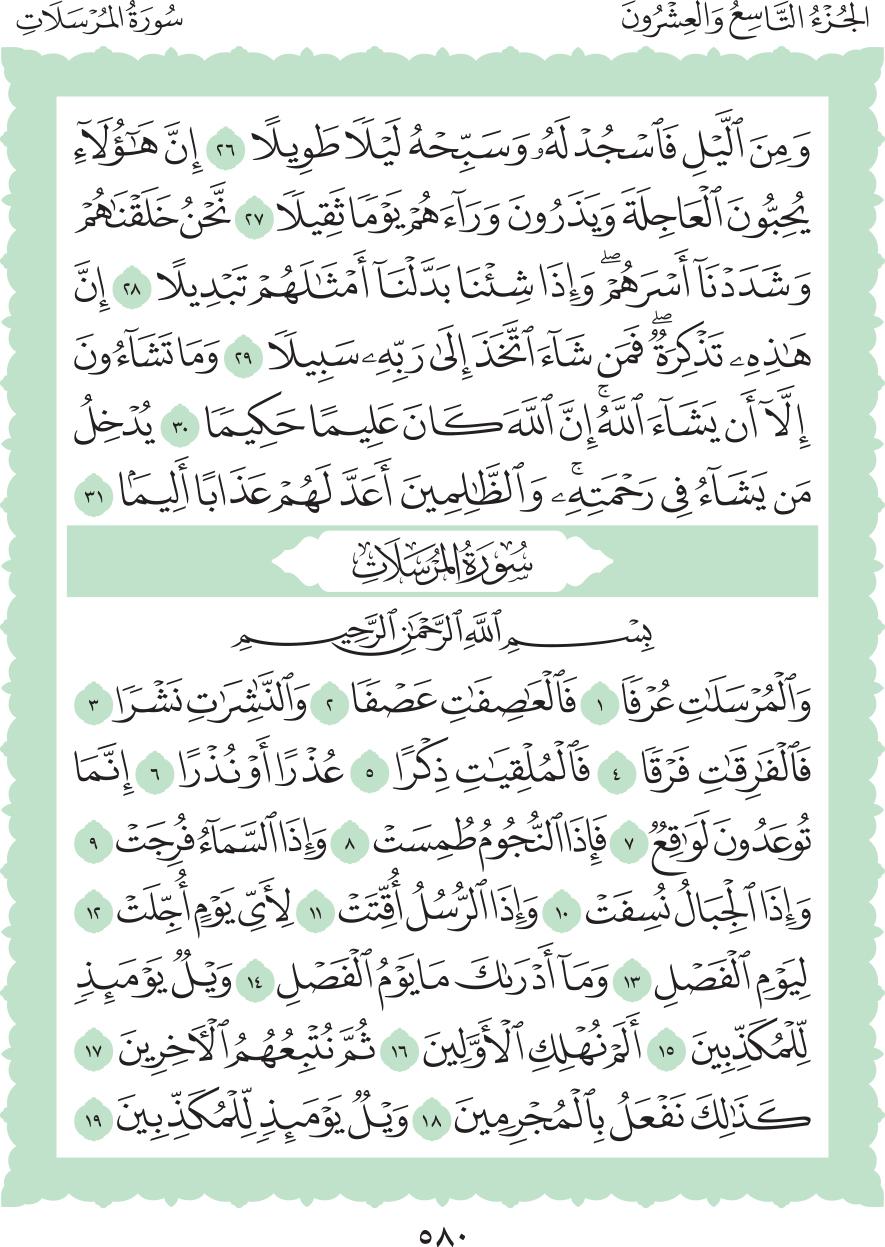 الجُزْءُ التَّاسِعُ وَالعِشْرُونَ سُورَةُ المُرْسَلَاتِ
وَمِنَ ٱلَّيْلِ فَٱسْجُدْ لَهُۥ وَسَبِّحْهُ لَيْلًا طَوِيلًا ٢٦ إِنَّ هَٰٓؤُلَآءِ
يُحِبُّونَ ٱلْعَاجِلَةَ وَيَذَرُونَ وَرَآءَهُمْ يَوْمًا ثَقِيلًا ٢٧ نَّحْنُ خَلَقْنَٰهُمْ
وَشَدَدْنَآ أَسْرَهُمْۖ وَإِذَا شِئْنَا بَدَّلْنَآ أَمْثَٰلَهُمْ تَبْدِيلًا ٢٨ إِنَّ
هَٰذِهِۦ تَذْكِرَةٌۖ فَمَن شَآءَ ٱتَّخَذَ إِلَىٰ رَبِّهِۦ سَبِيلًا ٢٩ وَمَا تَشَآءُونَ
إِلَّآ أَن يَشَآءَ ٱللَّهُۚ إِنَّ ٱللَّهَ كَانَ عَلِيمًا حَكِيمًا ٣٠ يُدْخِلُ
مَن يَشَآءُ فِى رَحْمَتِهِۦۚ وَٱلظَّٰلِمِينَ أَعَدَّ لَهُمْ عَذَابًا أَلِيمًۢا ٣١
سُورَةُ المُرْسَلَاتِ
بِسْمِ ٱللَّهِ ٱلرَّحْمَٰنِ ٱلرَّحِيمِ
وَٱلْمُرْسَلَٰتِ عُرْفًا ١ فَٱلْعَٰصِفَٰتِ عَصْفًا ٢ وَٱلنَّٰشِرَٰتِ نَشْرًا ٣
فَٱلْفَٰرِقَٰتِ فَرْقًا ٤ فَٱلْمُلْقِيَٰتِ ذِكْرًا ٥ عُذْرًا أَوْ نُذْرًا ٦ إِنَّمَا
تُوعَدُونَ لَوَٰقِعٌ ٧ فَإِذَا ٱلنُّجُومُ طُمِسَتْ ٨ وَإِذَا ٱلسَّمَآءُ فُرِجَتْ ٩
وَإِذَا ٱلْجِبَالُ نُسِفَتْ ١٠ وَإِذَا ٱلرُّسُلُ أُقِّتَتْ ١١ لِأَىِّ يَوْمٍ أُجِّلَتْ ١٢
لِيَوْمِ ٱلْفَصْلِ ١٣ وَمَآ أَدْرَىٰكَ مَا يَوْمُ ٱلْفَصْلِ ١٤ وَيْلٌ يَوْمَئِذٍ
لِّلْمُكَذِّبِينَ ١٥ أَلَمْ نُهْلِكِ ٱلْأَوَّلِينَ ١٦ ثُمَّ نُتْبِعُهُمُ ٱلْءَاخِرِينَ ١٧
كَذَٰلِكَ نَفْعَلُ بِٱلْمُجْرِمِينَ ١٨ وَيْلٌ يَوْمَئِذٍ لِّلْمُكَذِّبِينَ ١٩
٥٨٠